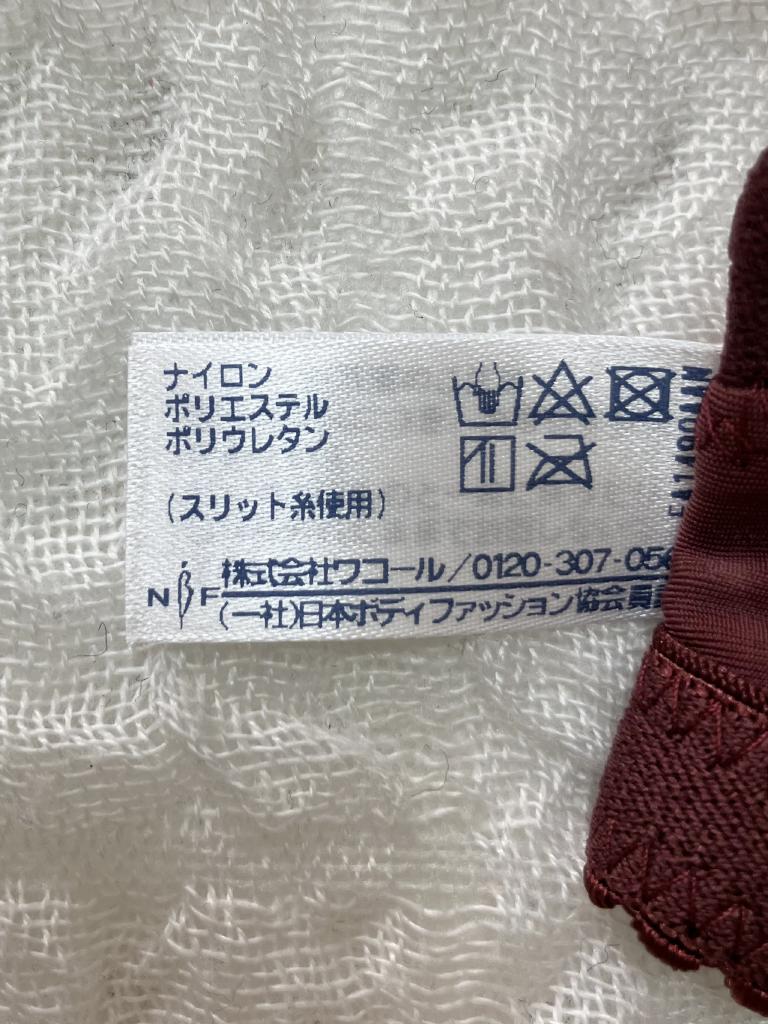 ナイロン
ポリエステル
ポリウレタン
(スリット糸使用)
株式会社ワコール/0120-307-056
N F
(一社)日本ボディファッション協会員